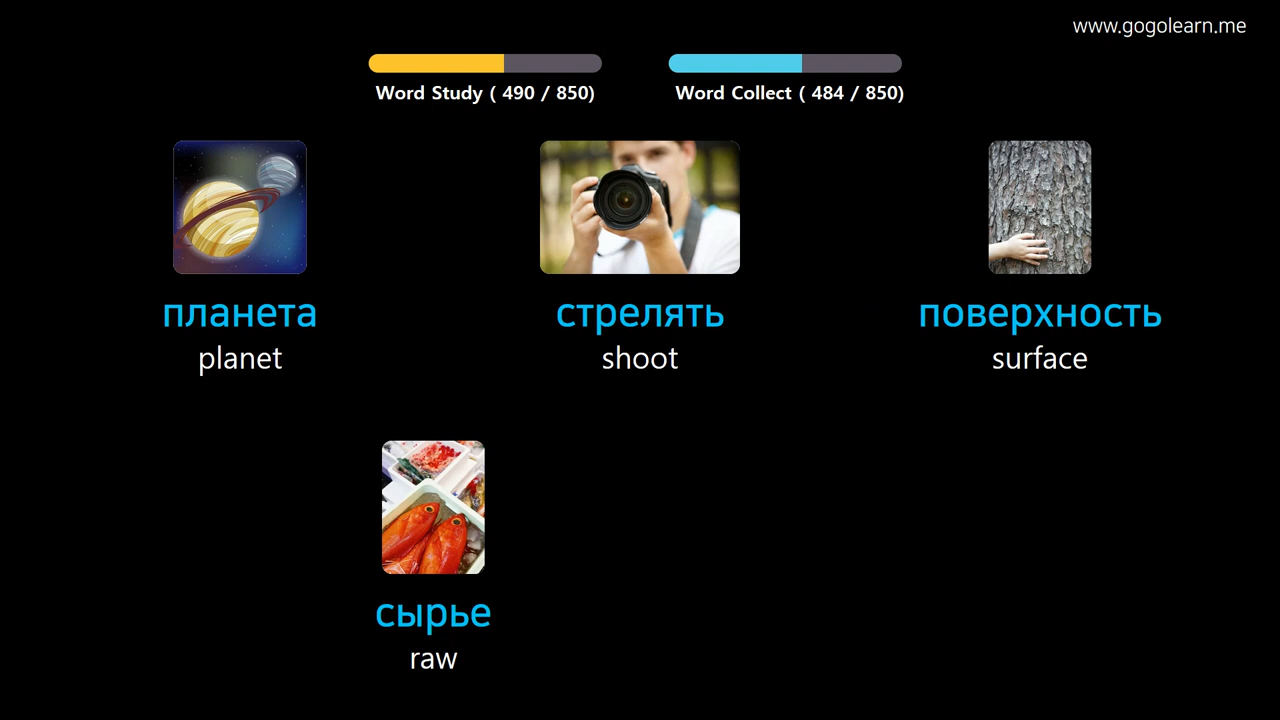 www.gogolearn.me
Word Study ( 490 / 850)
Word Collect ( 484 / 850)
планета
planet
стрелять
shoot
поверхность
surface
сырье
raw